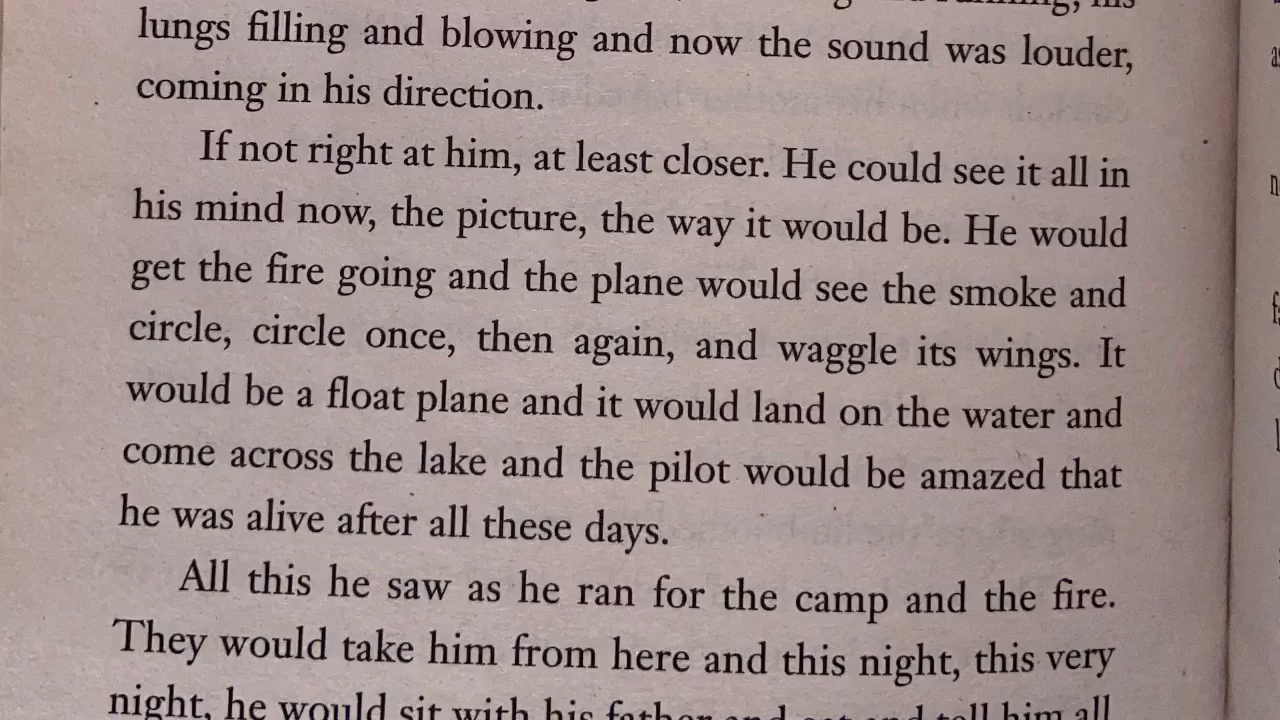 his
lungs filling and blowing and now the sound was louder,
coming in his direction.
If not right at him, at least closer. He could see it all in
his mind now, the picture, the way it would be. He would
get the fire going and the plane would see the smoke and
circle, circle once, then again, and waggle its wings. It
would be a float plane and it would land on the water and
come across the lake and the pilot would be amazed that
he was alive after all these days.
All this he saw as he ran for the camp and the fire.
They would take him from here and this night, this very
night, he would sit with his father and eat and tell him all